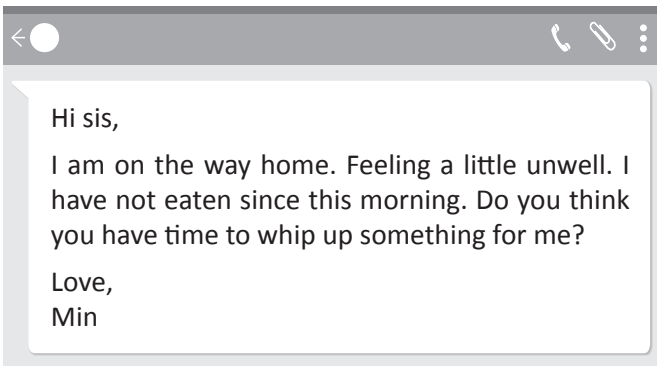 Hi sis,
I am on the way home. Feeling a little unwell. I
have not eaten since this morning. Do you think
you have time to whip up something for me?
Love,
Min